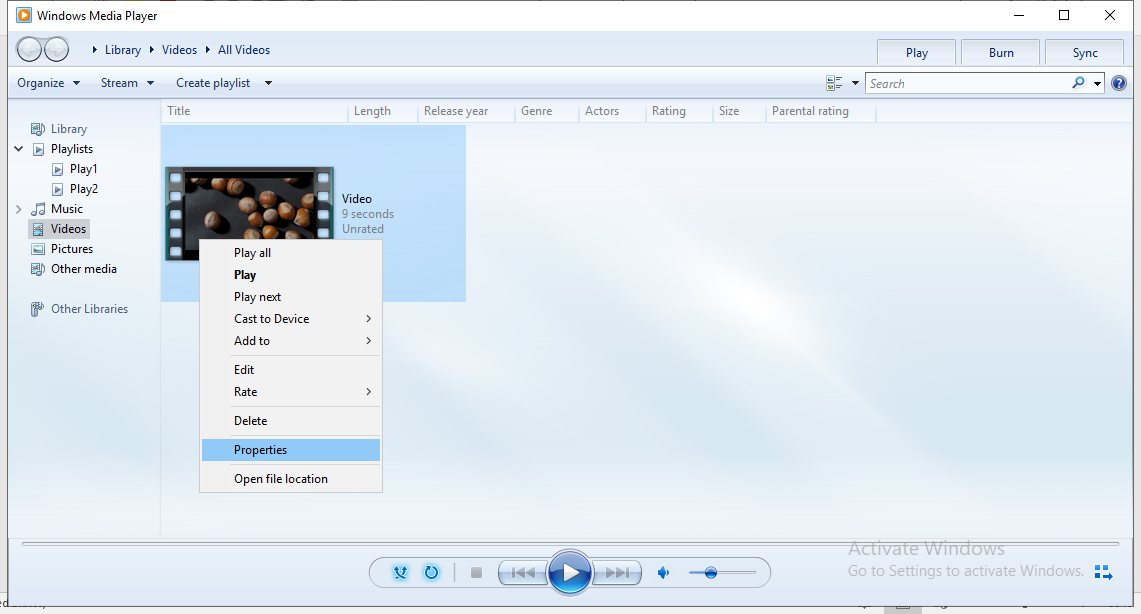 Windows Media Player
Library Videos All Videos
Play Burn Sync
Organize Stream Create playlist
Search
Title Length Release year Genre Actors Rating Size Parental rating
Library
Playlists
Play1
Play2
Music
Videos
Pictures
Other media
Other Libraries
Video
9 seconds
Unrated
Play all
Play
Play next
Cast to Device
Add to
Edit
Rate
Delete
Properties
Open file location
Activate Windows
Go to Settings to activate Windows.